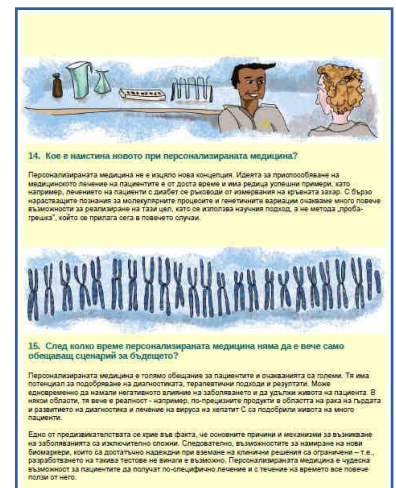 14. Кое е наистина новото при персонализираната медицина?
Персонализираната медицина не е изцяло нова концепция. Идеята за приспособяване на
медицинското лечение на пациентите е от доста време и има редица успешни примери, като
например, лечението на пациенти с диабет се ръководи от измервания на кръвната захар. С бързо
нарастващите познания за молекулярните процесите и генетичните вариации очакваме много повече
възможности за реализиране на тази цел, като се използва научния подход, а не метода „проба-
грешка“, който се прилага сега в повечето случаи.
15. След колко време персонализираната медицина няма да е вече само
обещаващ сценарий за бъдещето?
Персонализираната медицина е голямо обещание за пациентите и очакванията са големи. Тя има
потенциал за подобряване на диагностиката, терапевтични подходи и резултати. Може
едновременно да намали негативното влияние на заболяването и да удължи живота на пациента. В
някои области, тя вече е реалност - например, по-прецизните продукти в областта на рака на гърдата
и развитието на диагностика и лечение на вируса на хепатит С са подобрили живота на много
пациенти.
Едно от предизвикателствата се крие във факта, че основните причини и механизми за възникване
на заболяванията са изключително сложни. Следователно, възможностите за намиране на нови
биомаркери, които са достатъчно надеждни при вземане на клинични решения са ограничени – т.е.,
разработването на такива тестове не винаги е възможно. Персонализираната медицина е чудесна
възможност за пациентите да получат по-специфично лечение и с течение на времето все повече
ползи от него.